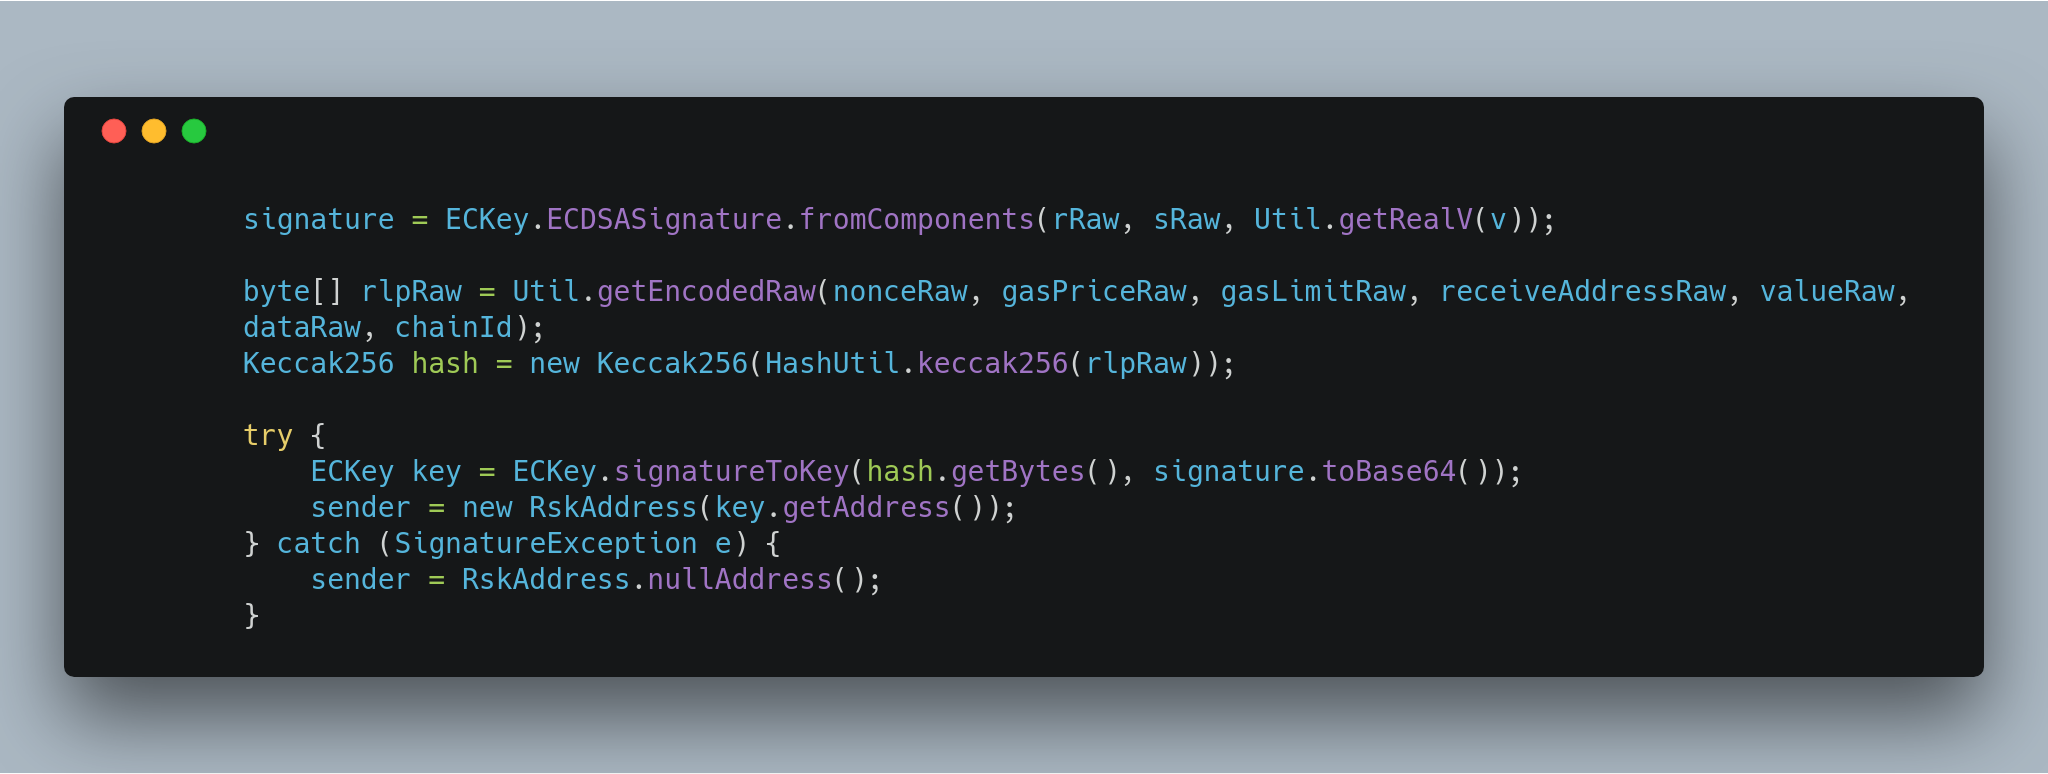 signature = ECKey.ECDSASignature.fromComponents(rRaw, sRaw, Util.getRealV(v));
byte[] rlpRaw = Util.getEncodedRaw(nonceRaw, gasPriceRaw, gasLimitRaw, receiveAddressRaw, valueRaw,
dataRaw, chainId);
Keccak256 hash = new Keccak256(HashUtil.keccak256(rlpRaw));
try {
    ECKey key = ECKey.signatureToKey(hash.getBytes(), signature.toBase64());
    sender = new RskAddress(key.getAddress());
} catch (SignatureException e) {
    sender = RskAddress.nullAddress();
}